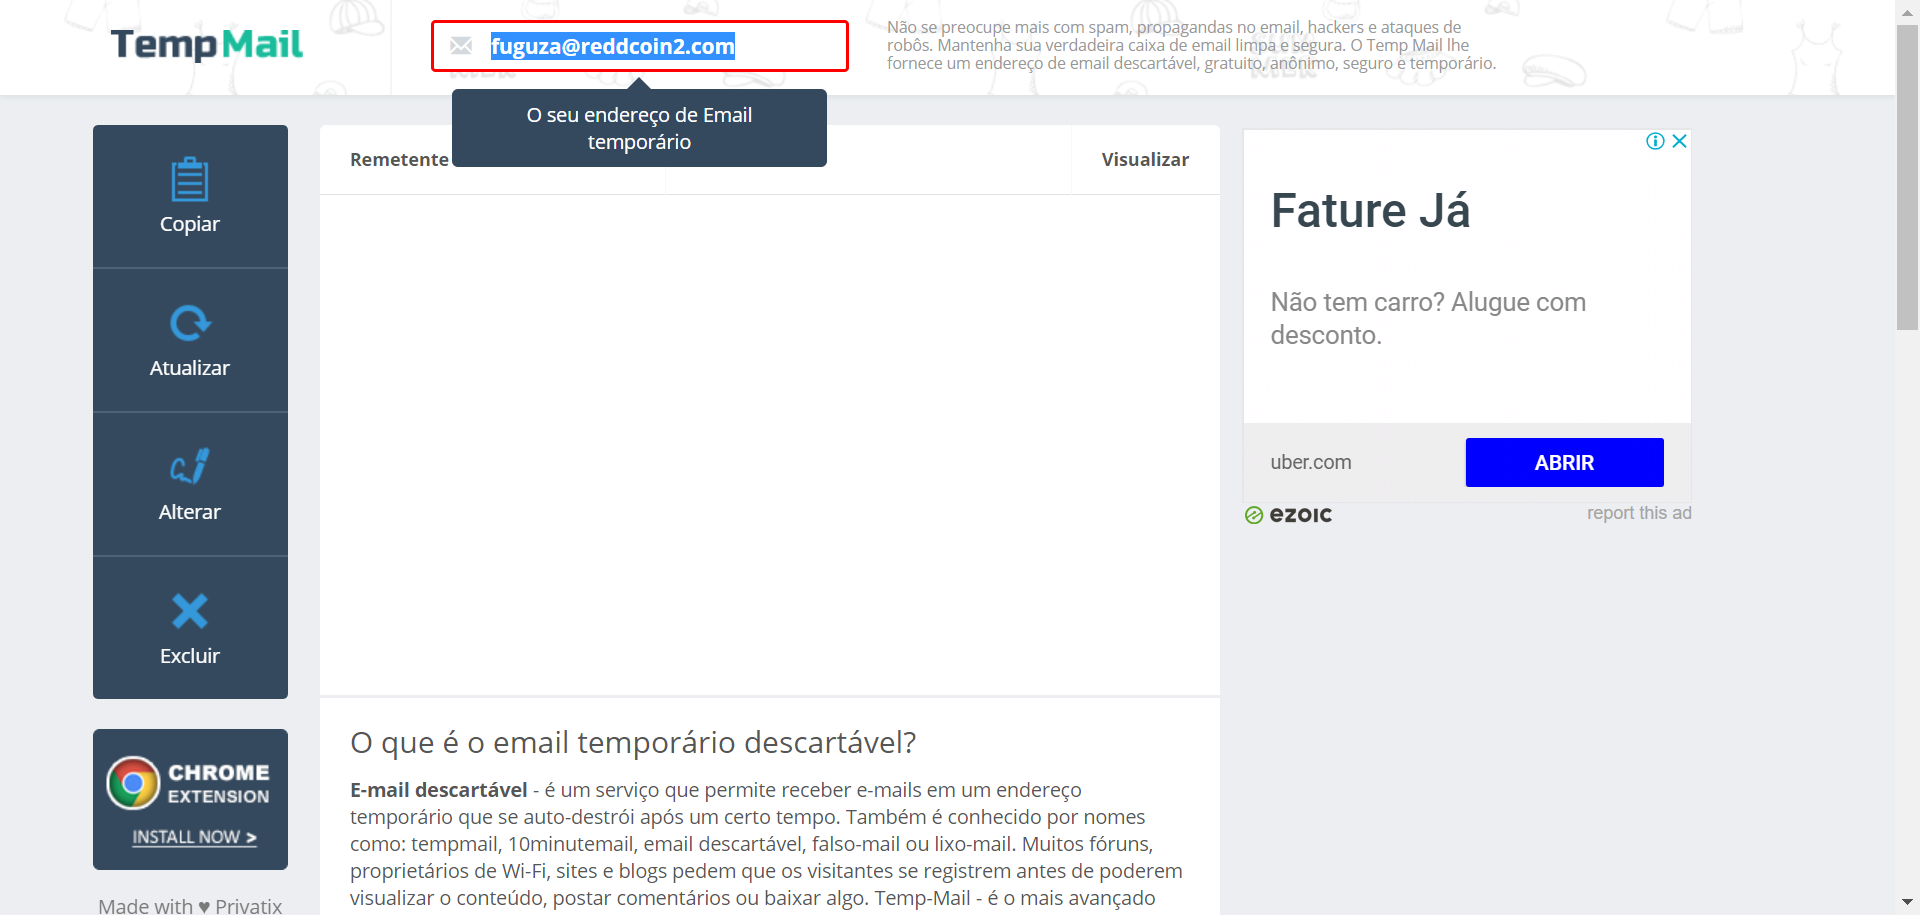 TempMail
fuguza@reddcoin2.com
Não se preocupe mais com spam, propagandas no email, hackers e ataques de
robôs. Mantenha sua verdadeira caixa de email limpa e segura. O Temp Mail lhe
fornece um endereço de email descartável, gratuito, anônimo, seguro e temporário.
O seu endereço de Email
temporário
Copiar
Atualizar
Alterar
Excluir
CHROME
EXTENSION
INSTALL NOW >
Made with ♥ Privatix
Remetente
Visualizar
O que é o email temporário descartável?
E-mail descartável - é um serviço que permite receber e-mails em um endereço
temporário que se auto-destrói após um certo tempo. Também é conhecido por nomes
como: tempmail, 10minutemail, email descartável, falso-mail ou lixo-mail. Muitos fóruns,
proprietários de Wi-Fi, sites e blogs pedem que os visitantes se registrem antes de poderem
visualizar o conteúdo, postar comentários ou baixar algo. Temp-Mail - é o mais avançado
Fature Já
Não tem carro? Alugue com
desconto.
uber.com
ABRIR
ezoic
report this ad